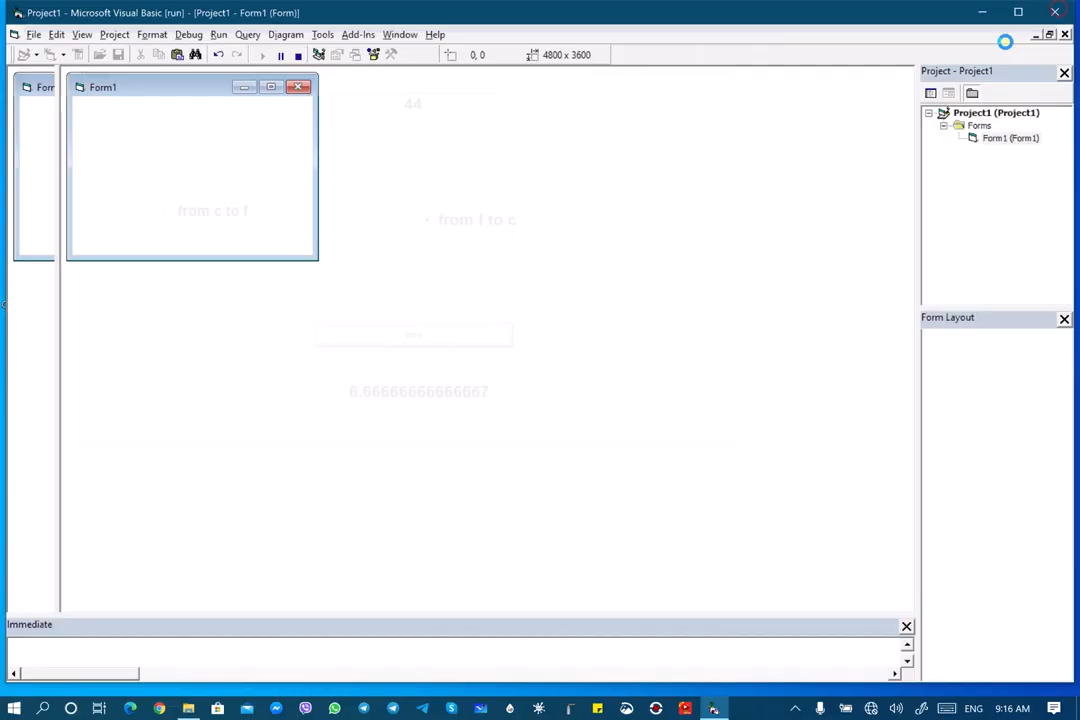 Project1 - Microsoft Visual Basic [run] - [Project1 - Form1 (Form)]
File Edit View Project Format Debug Run Query Diagram Tools Add-Ins Window Help
0, 0 4800 x 3600
Project - Project1
Form Form1
44
Project1 (Project1)
Forms
Form1 (Form1)
from c to f
from f to c
Form Layout
6.66666666666667
Immediate
ENG 9:16 AM